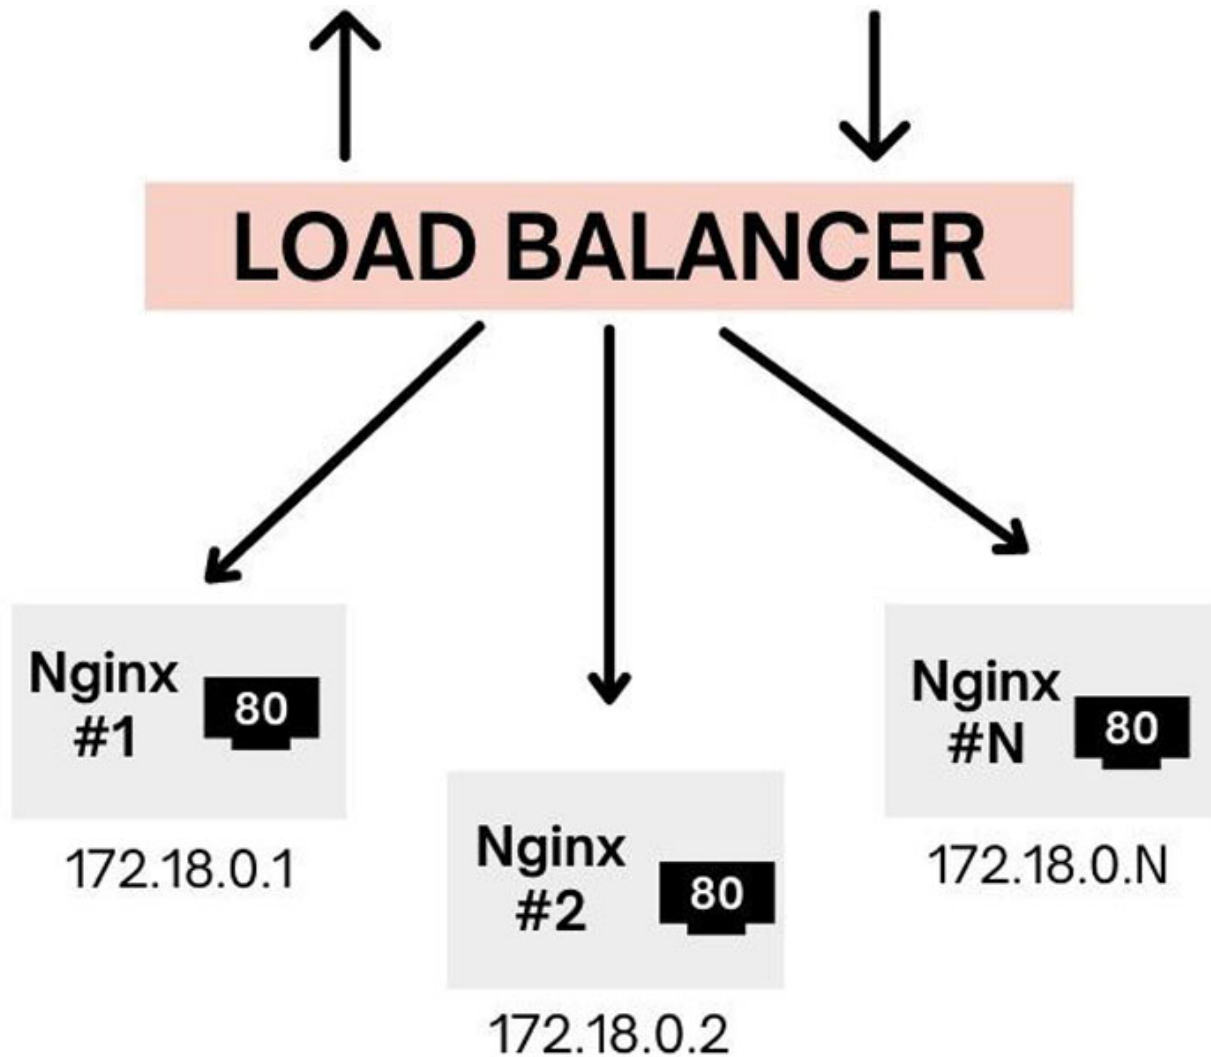 LOAD BALANCER
Nginx
#1
80
172.18.0.1
Nginx
#2
80
172.18.0.2
Nginx
#N
80
172.18.0.N